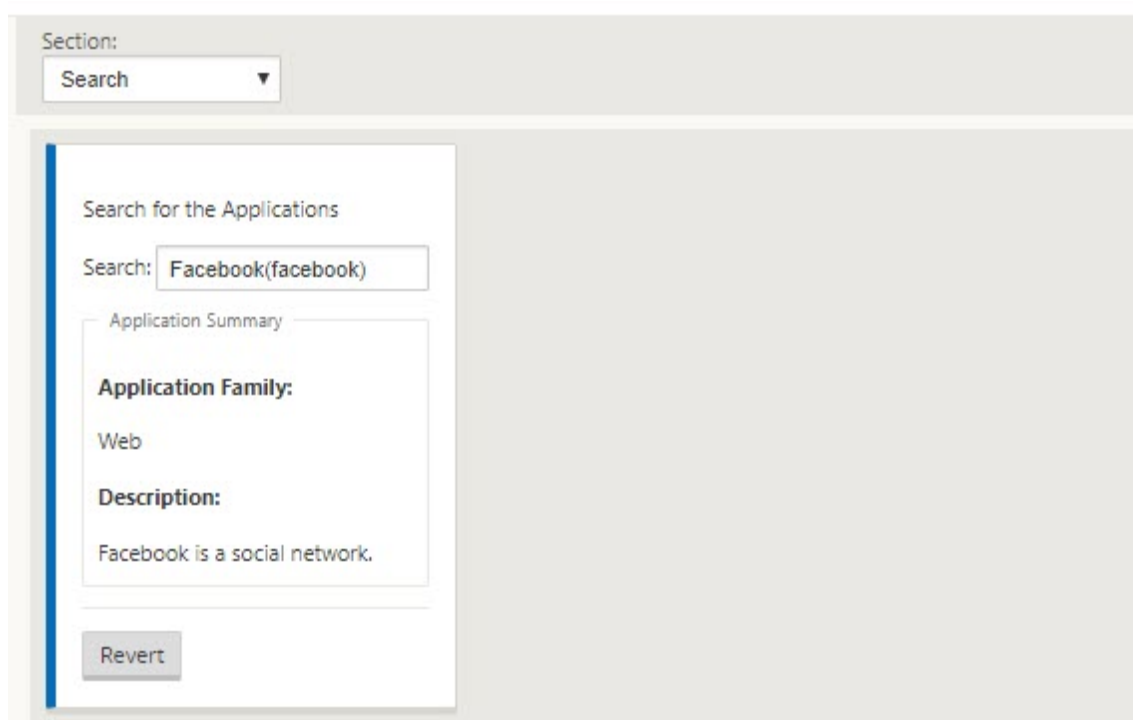 Section:
Search
Search for the Applications
Search: Facebook(facebook)
Application Summary
Application Family:
Web
Description:
Facebook is a social network.
Revert